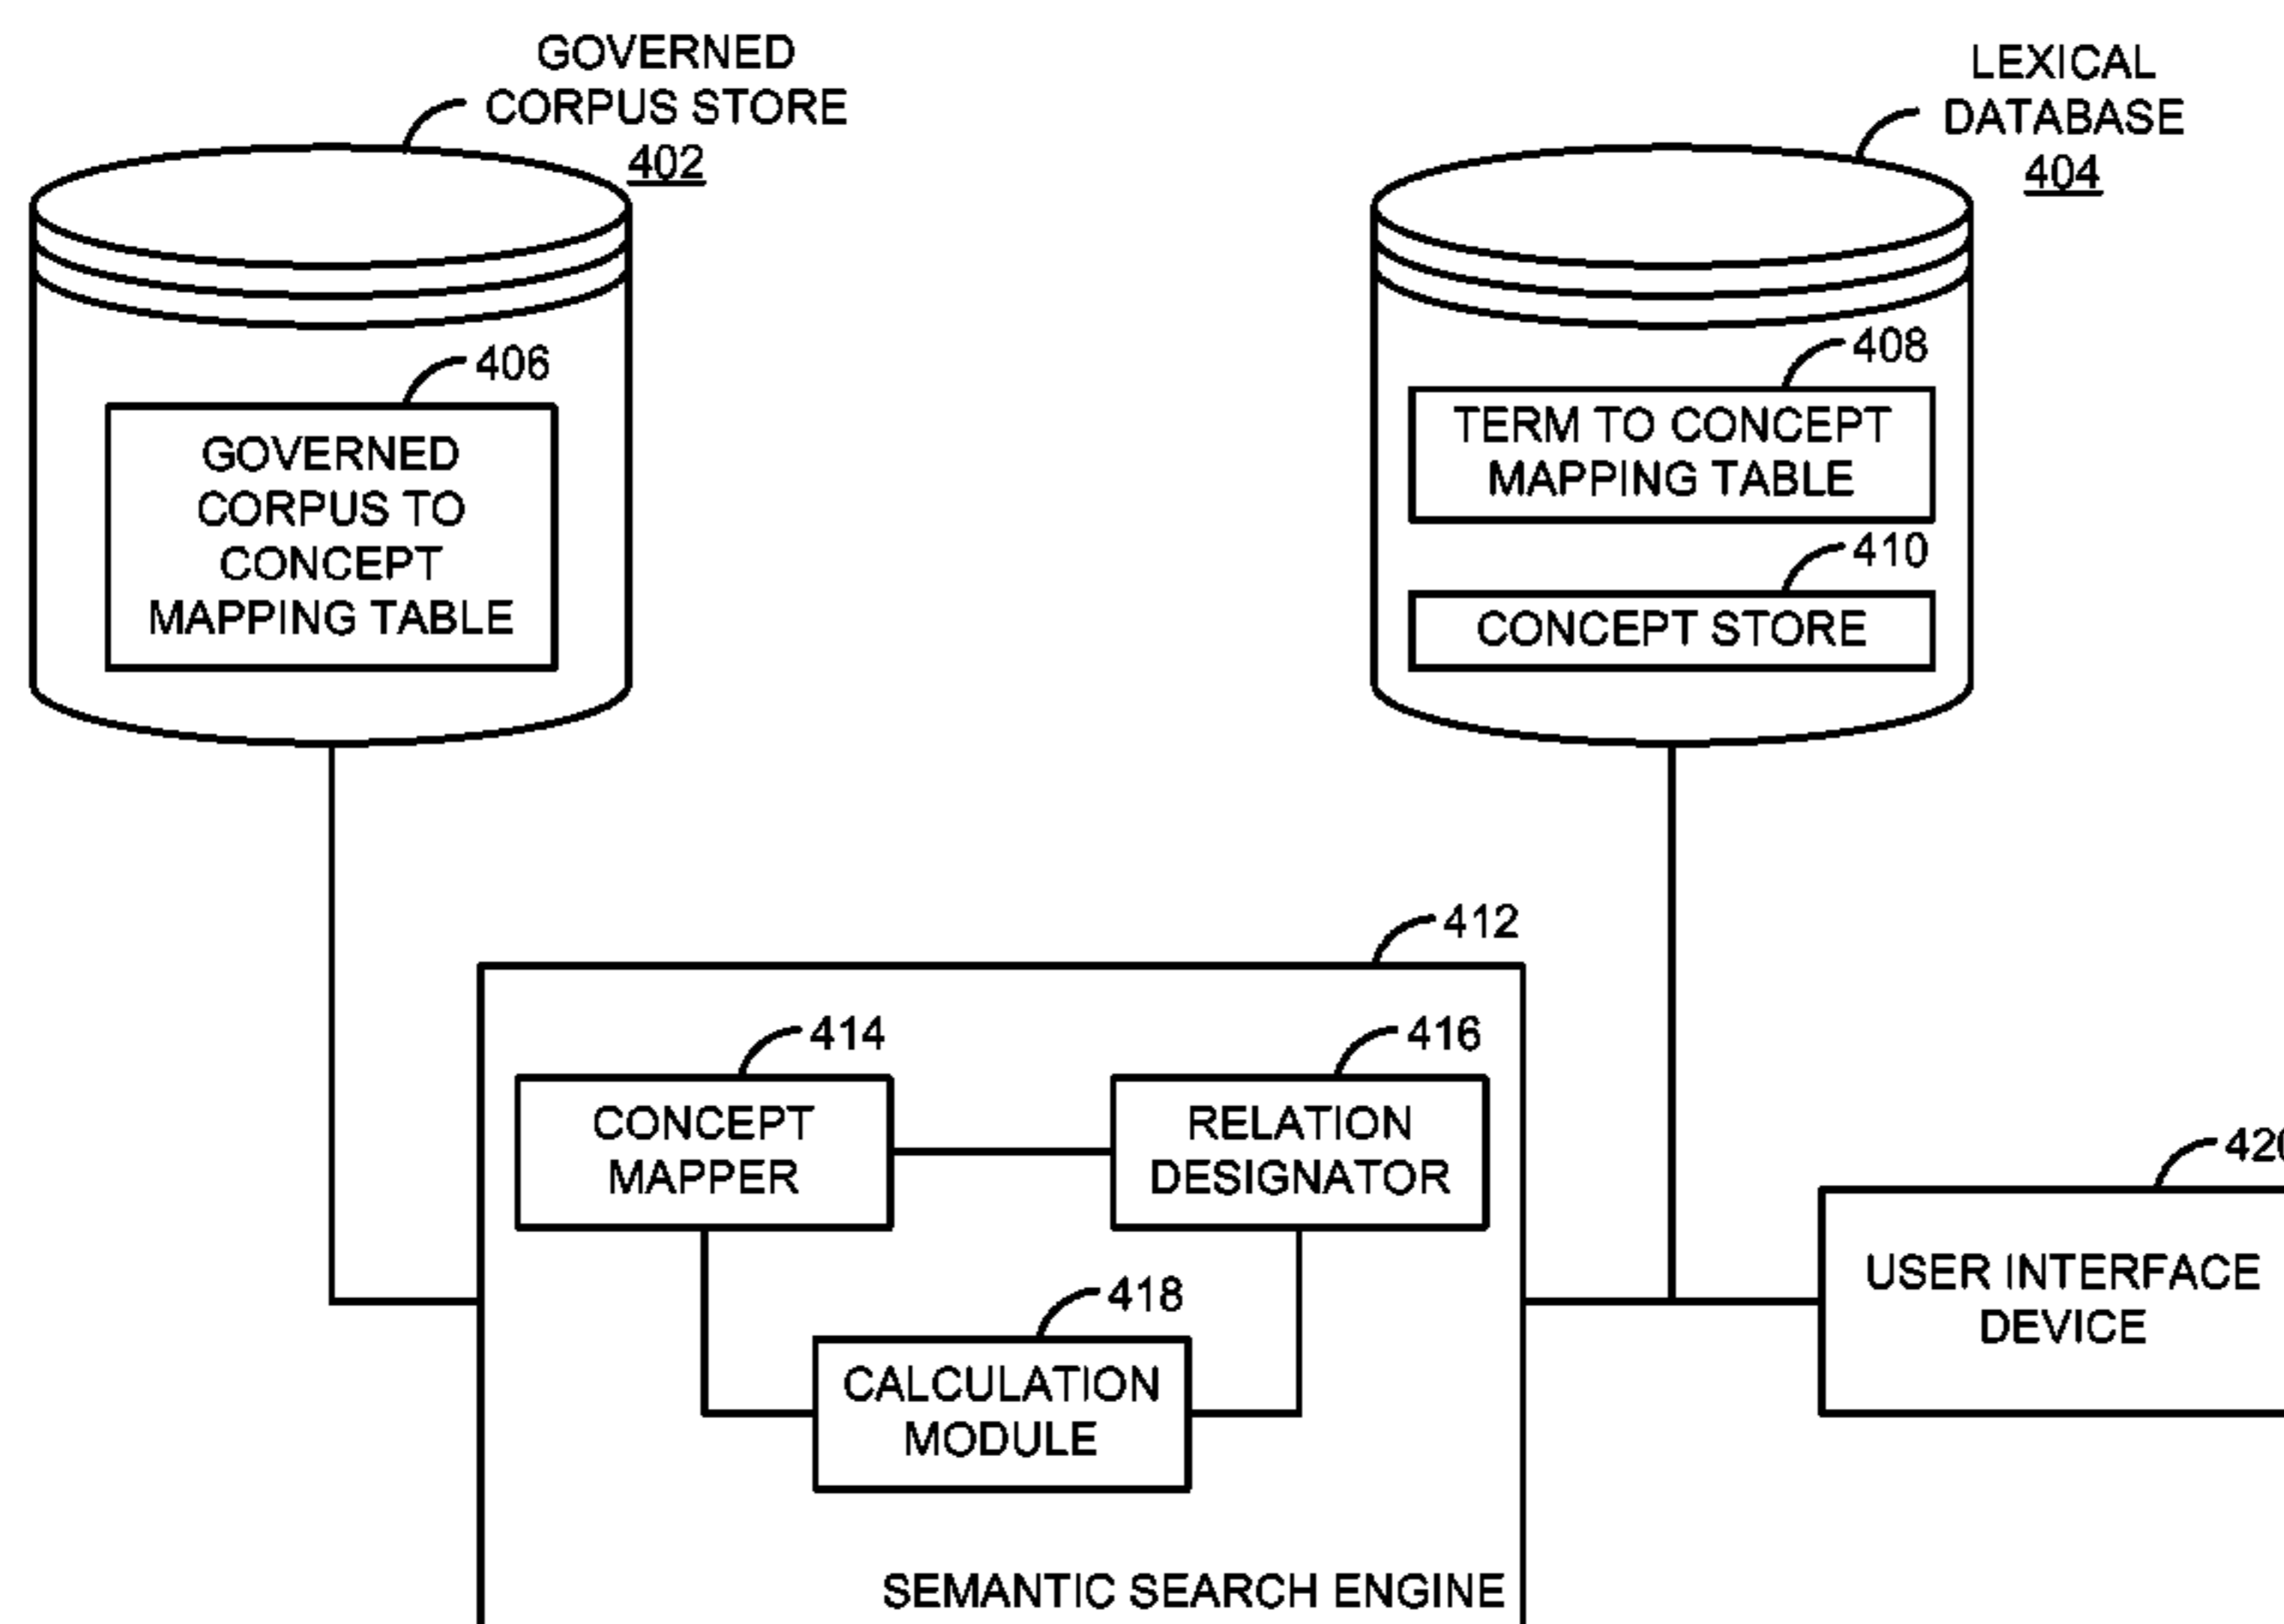 GOVERNED
CORPUS STORE
402
LEXICAL
DATABASE
404
406
GOVERNED
CORPUS TO
CONCEPT
MAPPING TABLE
408
TERM TO CONCEPT
MAPPING TABLE
410
CONCEPT STORE
412
414
CONCEPT
MAPPER
416
RELATION
DESIGNATOR
418
CALCULATION
MODULE
SEMANTIC SEARCH ENGINE
420
USER INTERFACE
DEVICE